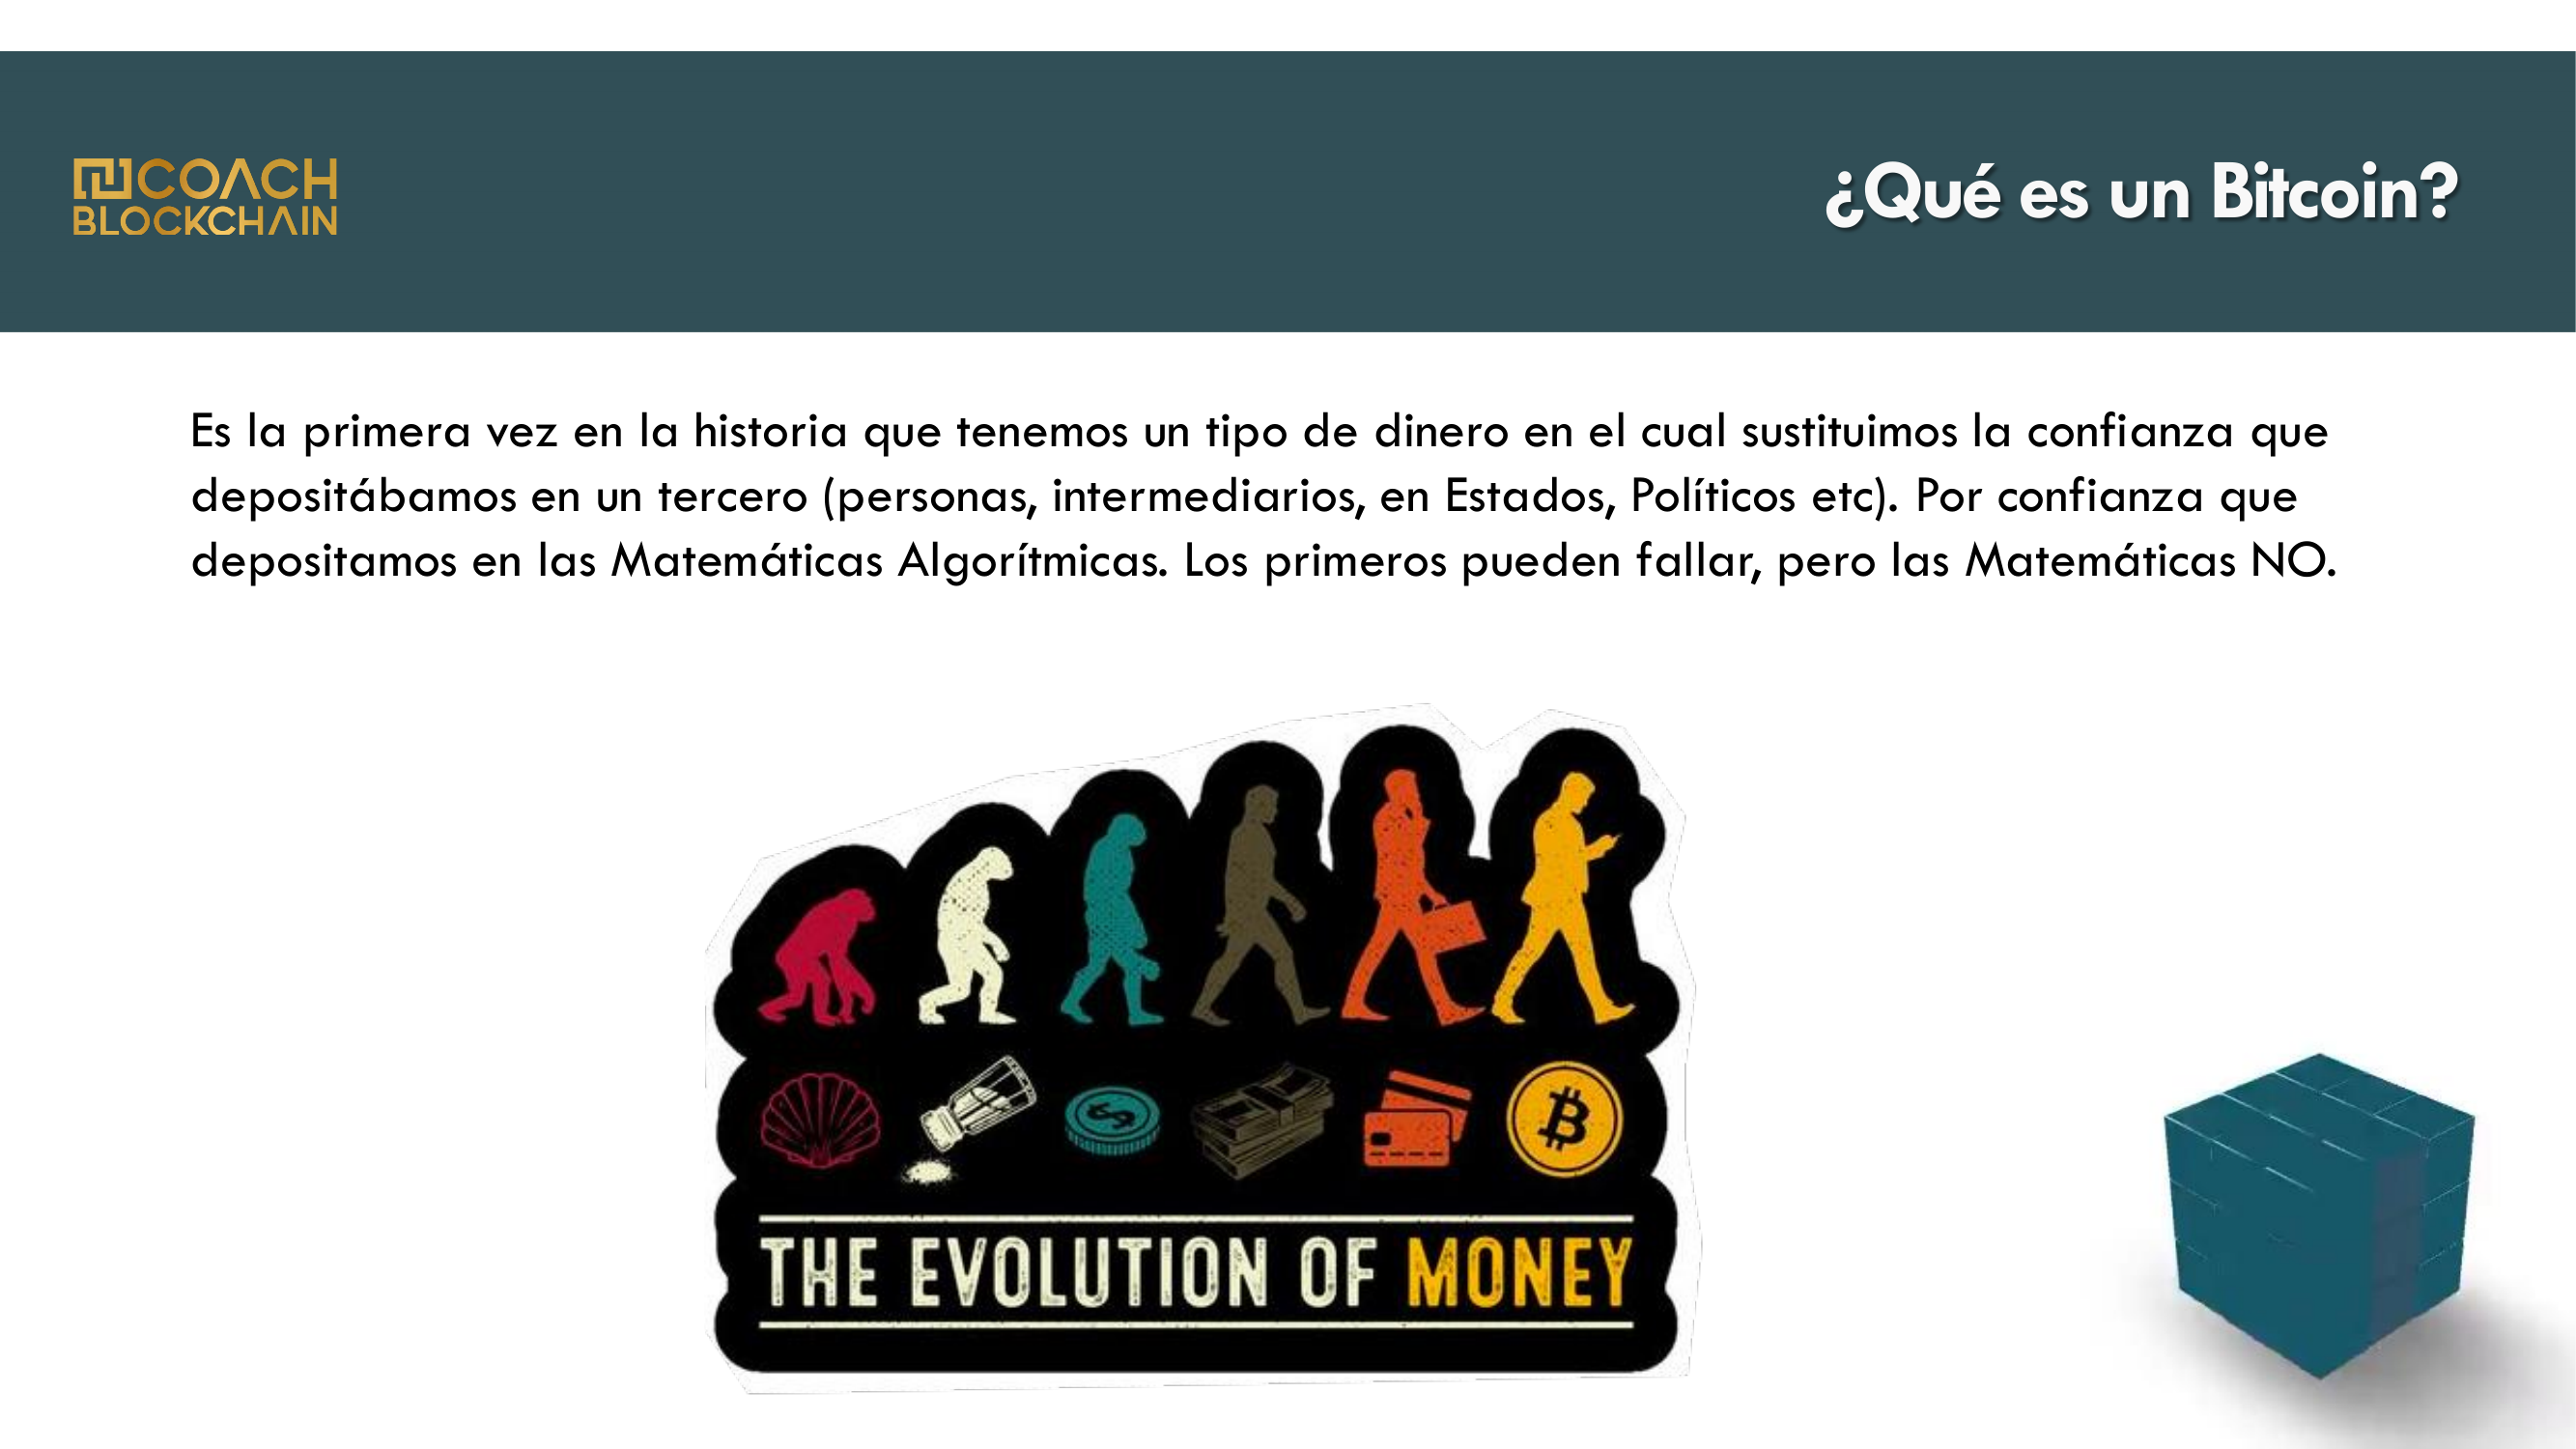 COACH
BLOCKCHAIN
¿Qué es un Bitcoin?
Es la primera vez en la historia que tenemos un tipo de dinero en el cual sustituimos la confianza que
depositábamos en un tercero (personas, intermediarios, en Estados, Políticos etc). Por confianza que
depositamos en las Matemáticas Algorítmicas. Los primeros pueden fallar, pero las Matemáticas NO.
THE EVOLUTION OF MONEY